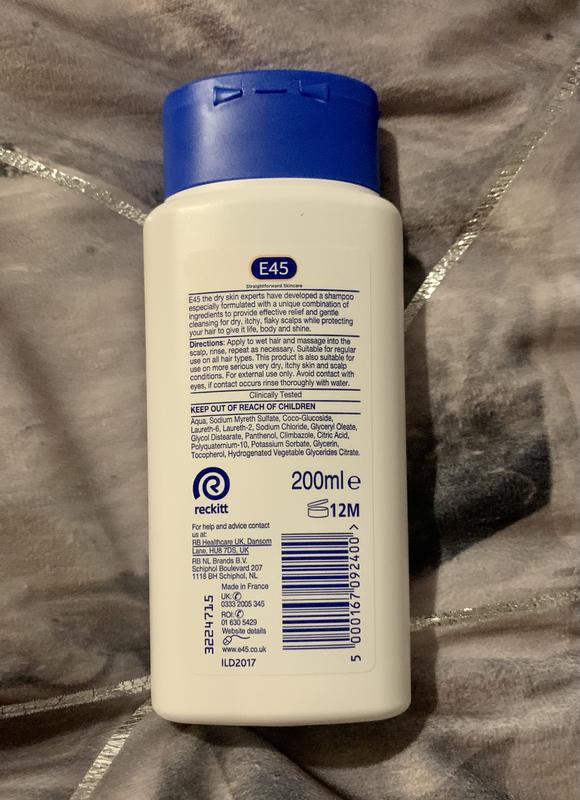 E45
Straightforward Skincare
E45 the dry skin experts have developed a shampoo
especially formulated with a unique combination of
ingredients to provide effective relief and gentle
cleansing for dry, itchy, flaky scalps while protecting
your hair to give it life, body and shine.
Directions: Apply to wet hair and massage into the
scalp, rinse, repeat as necessary. Suitable for regular
use on all hair types. This product is also suitable for
use on more serious very dry, itchy skin and scalp
conditions. For external use only. Avoid contact with
eyes, if contact occurs rinse thoroughly with water.
Clinically Tested
KEEP OUT OF REACH OF CHILDREN
Aqua, Sodium Myreth Sulfate, Coco-Glucoside,
Laureth-6, Laureth-2, Sodium Chloride, Glyceryl Oleate,
Glycol Distearate, Panthenol, Climbazole, Citric Acid,
Polyquaternium-10, Potassium Sorbate, Glycerin,
Tocopherol, Hydrogenated Vegetable Glycerides Citrate.
200ml e
12M
reckitt
For help and advice contact
us at:
RB Healthcare UK, Dansom
Lane, HU8 7DS, UK
RB NL Brands B.V.
Schiphol Boulevard 207
1118 BH Schiphol, NL
Made in France
UK:
0333 2005 345
ROI:
01 630 5429
Website details
www.e45.co.uk
ILD2017
3224715
5 000167 092400 >